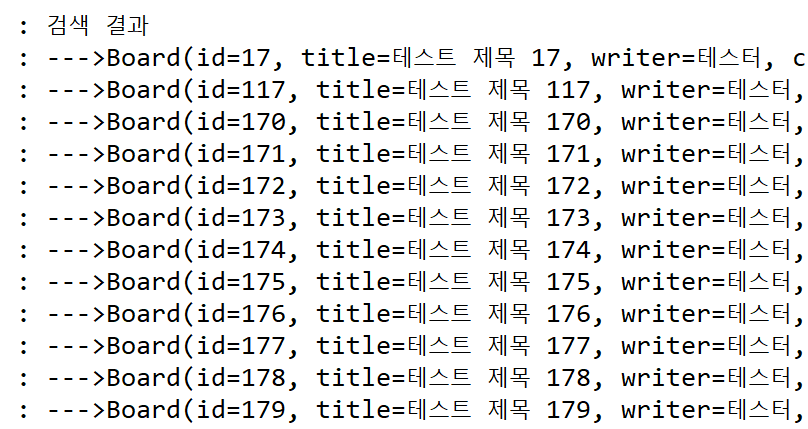 : 검색 결과
: --->Board(id=17, title=테스트 제목 17, writer=테스터, c
: --->Board(id=117, title=테스트 제목 117, writer=테스터,
: --->Board(id=170, title=테스트 제목 170, writer=테스터,
: --->Board(id=171, title=테스트 제목 171, writer=테스터,
: --->Board(id=172, title=테스트 제목 172, writer=테스터,
: --->Board(id=173, title=테스트 제목 173, writer=테스터,
: --->Board(id=174, title=테스트 제목 174, writer=테스터,
: --->Board(id=175, title=테스트 제목 175, writer=테스터,
: --->Board(id=176, title=테스트 제목 176, writer=테스터,
: --->Board(id=177, title=테스트 제목 177, writer=테스터,
: --->Board(id=178, title=테스트 제목 178, writer=테스터,
: --->Board(id=179, title=테스트 제목 179, writer=테스터,